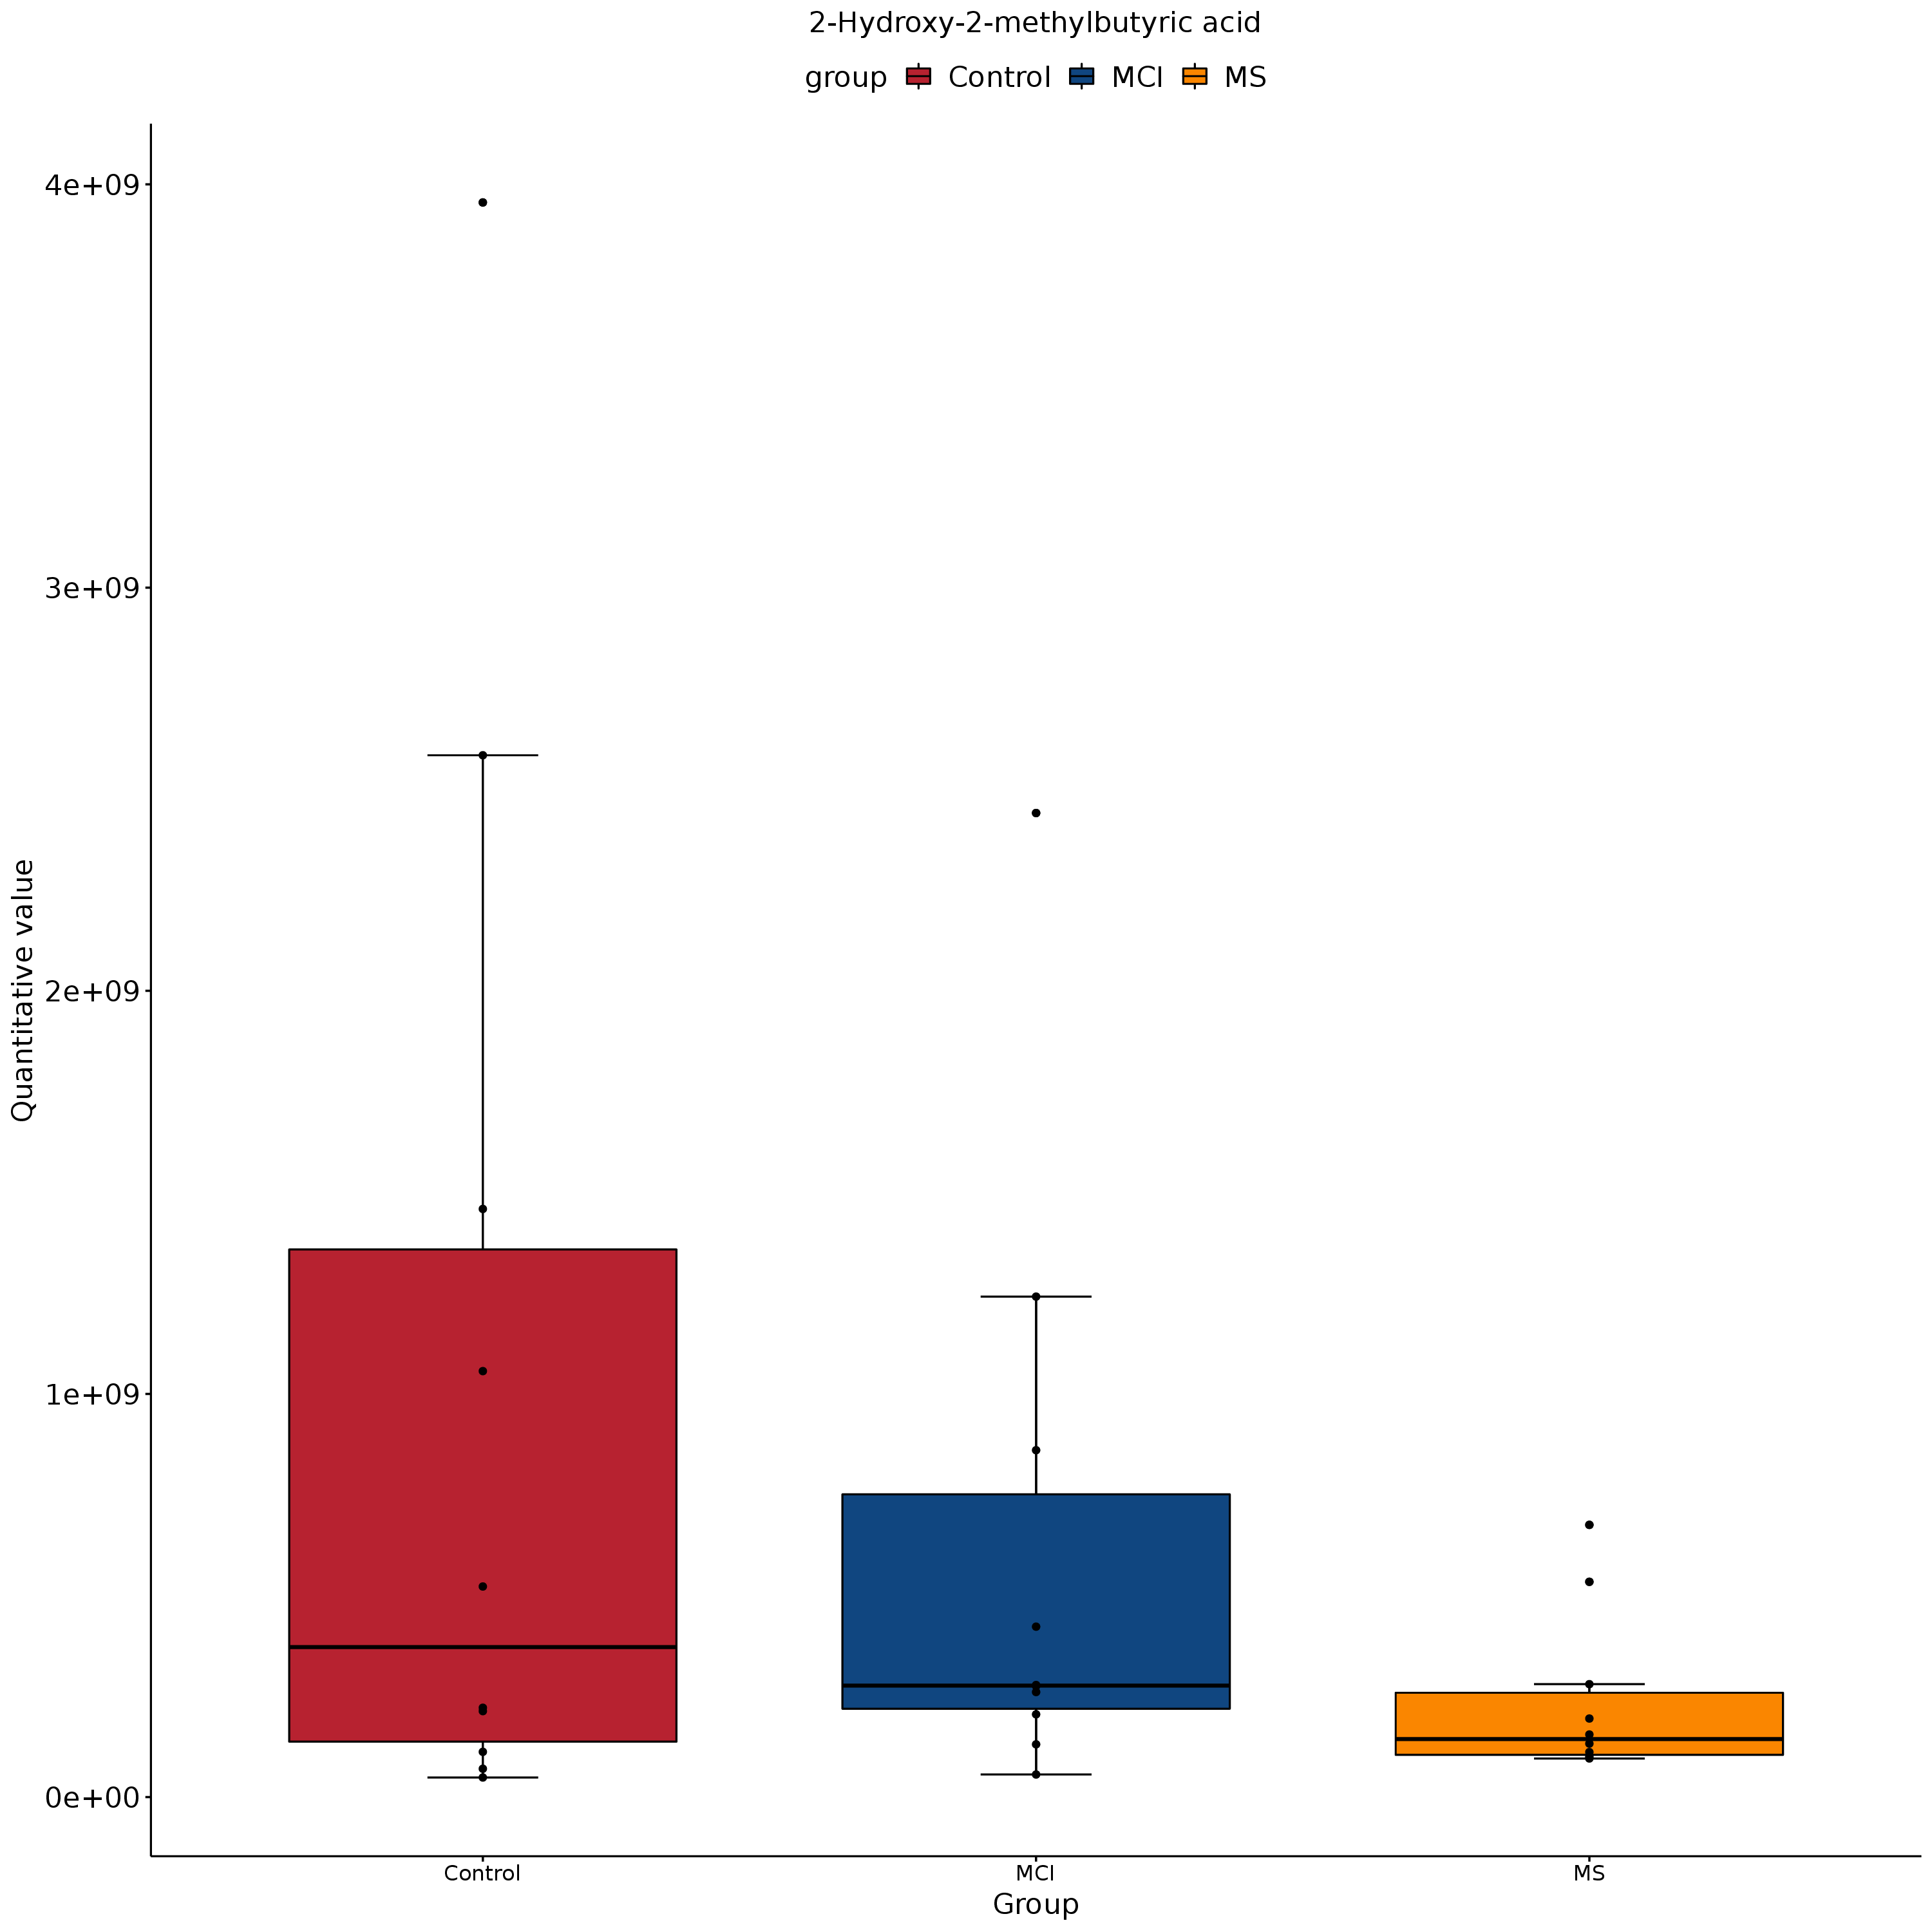 2-Hydroxy-2-methylbutyric acid
group Control MCI MS
Quantitative value
4e+09
3e+09
2e+09
1e+09
0e+00
Control MCI MS
Group